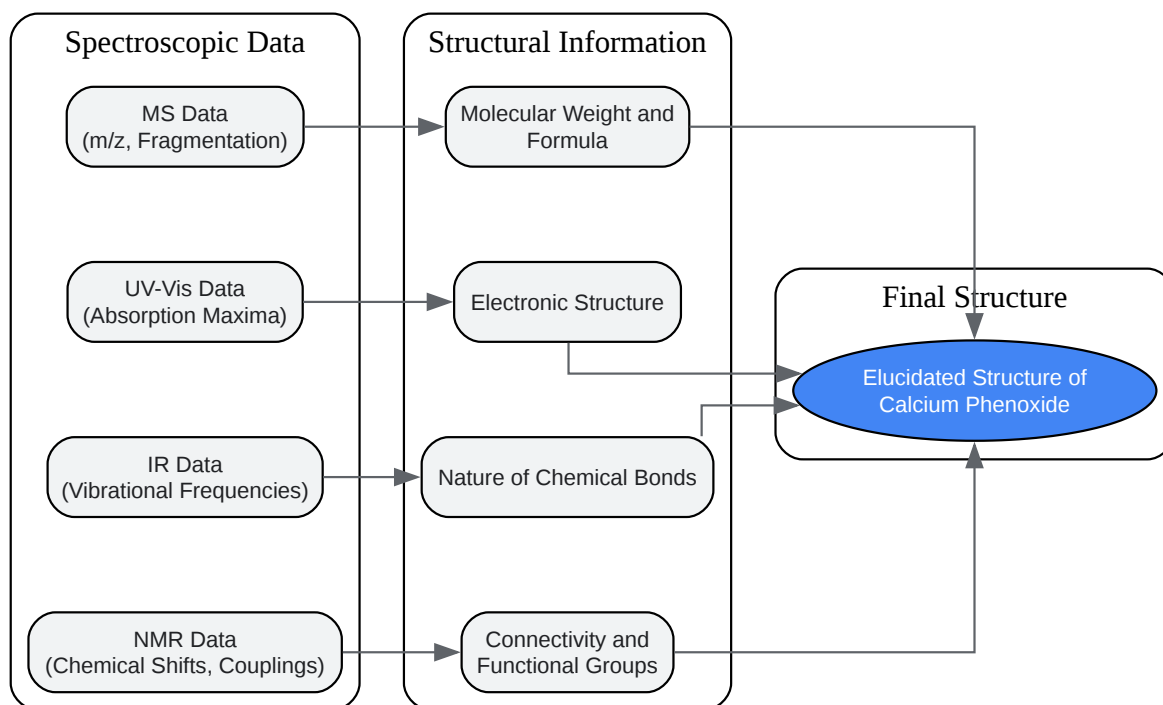 Spectroscopic Data
MS Data
(m/z, Fragmentation)
UV-Vis Data
(Absorption Maxima)
IR Data
(Vibrational Frequencies)
NMR Data
(Chemical Shifts, Couplings)
Structural Information
Molecular Weight and
Formula
Electronic Structure
Nature of Chemical Bonds
Connectivity and
Functional Groups
Final Structure
Elucidated Structure of
Calcium Phenoxide